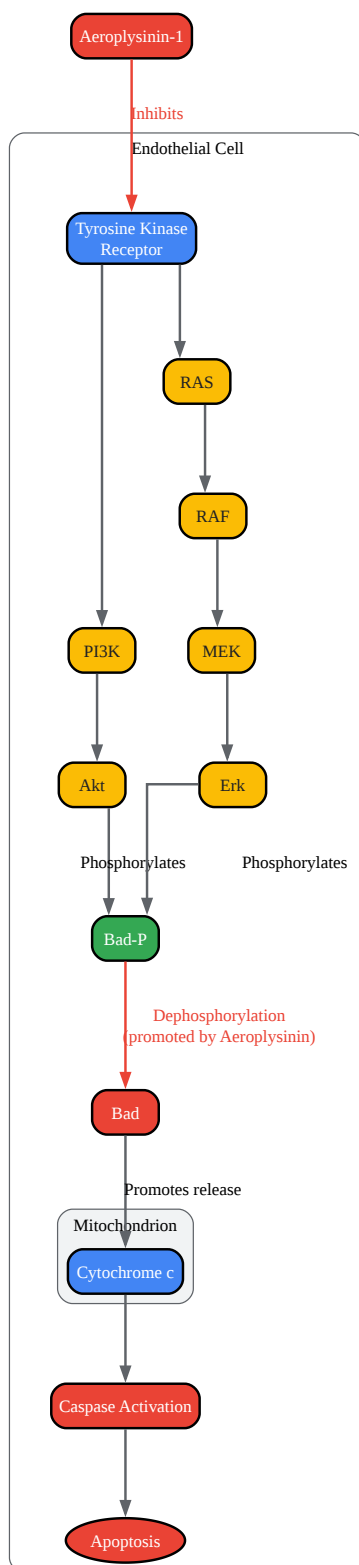 Aeroplysinin-1
Inhibits
Endothelial Cell
Tyrosine Kinase
Receptor
RAS
RAF
PI3K
MEK
Akt
Erk
Phosphorylates
Phosphorylates
Bad-P
Dephosphorylation
(promoted by Aeroplysinin)
Bad
Promotes release
Mitochondrion
Cytochrome c
Caspase Activation
Apoptosis